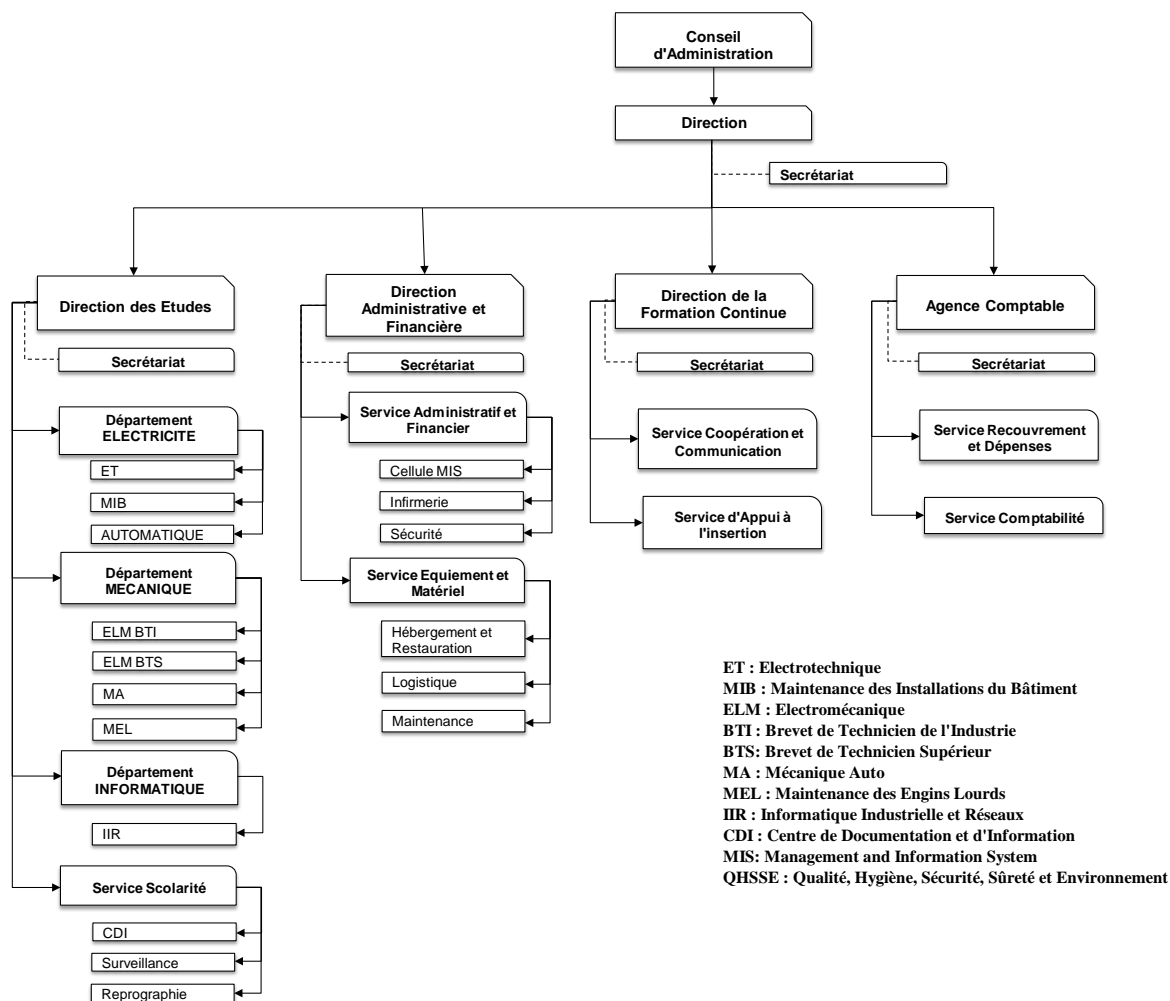 Conseil
d'Administration
Direction
Secrétariat
Direction des Etudes
Secrétariat
Département
ELECTRICITE
ET
MIB
AUTOMATIQUE
Département
MECANIQUE
ELM BTI
ELM BTS
MA
MEL
Département
INFORMATIQUE
IIR
Service Scolarité
CDI
Surveillance
Reprographie
Direction
Administrative et
Financière
Secrétariat
Service Administratif et
Financier
Cellule MIS
Infirmerie
Sécurité
Service Equiement et
Matériel
Hébergement et
Restauration
Logistique
Maintenance
Direction de la
Formation Continue
Secrétariat
Service Coopération et
Communication
Service d'Appui à
l'insertion
Agence Comptable
Secrétariat
Service Recouvrement
et Dépenses
Service Comptabilité
ET : Electrotechnique
MIB : Maintenance des Installations du Bâtiment
ELM : Electromécanique
BTI : Brevet de Technicien de l'Industrie
BTS: Brevet de Technicien Supérieur
MA : Mécanique Auto
MEL : Maintenance des Engins Lourds
IIR : Informatique Industrielle et Réseaux
CDI : Centre de Documentation et d'Information
MIS: Management and Information System
QHSSE : Qualité, Hygiène, Sécurité, Sûreté et Environnement